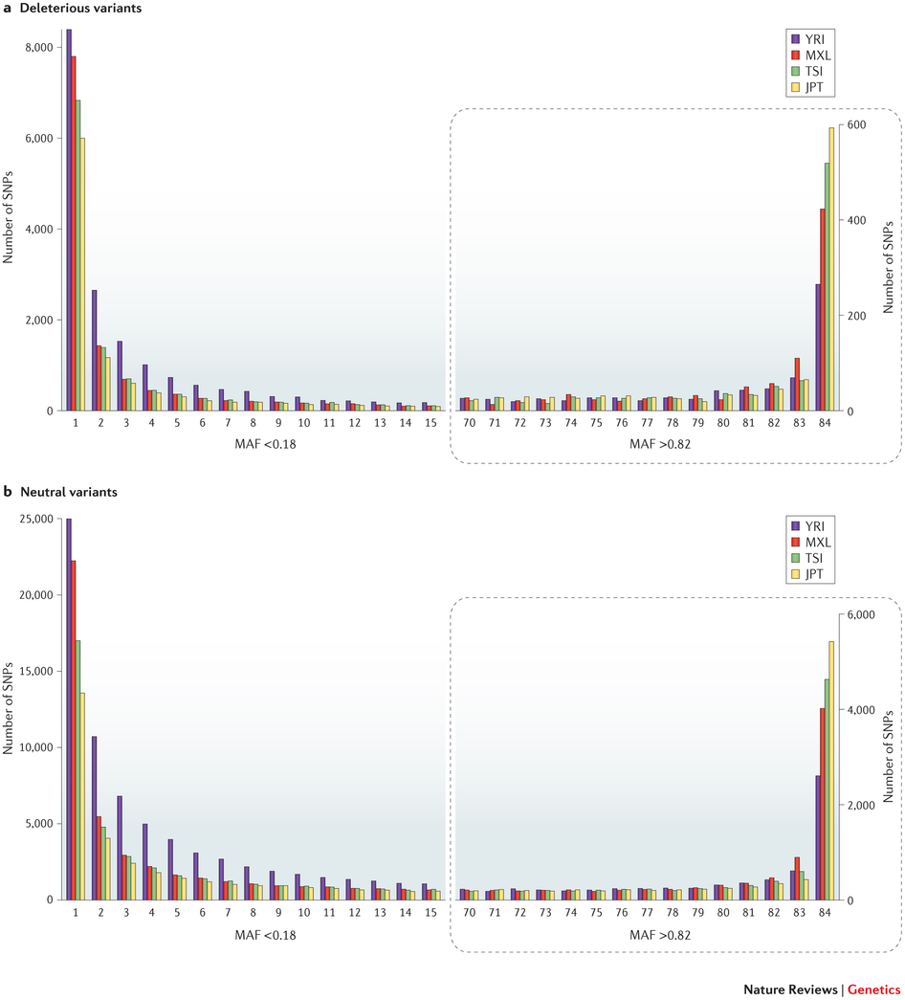 a Deleterious variants
8,000
6,000
4,000
2,000
0
Number of SNPs
1 2 3 4 5 6 7 8 9 10 11 12 13 14 15
MAF <0.18
YRI
MXL
TSI
JPT
600
400
200
0
Number of SNPs
70 71 72 73 74 75 76 77 78 79 80 81 82 83 84
MAF >0.82
b Neutral variants
25,000
20,000
15,000
10,000
5,000
0
Number of SNPs
1 2 3 4 5 6 7 8 9 10 11 12 13 14 15
MAF <0.18
YRI
MXL
TSI
JPT
6,000
4,000
2,000
0
Number of SNPs
70 71 72 73 74 75 76 77 78 79 80 81 82 83 84
MAF >0.82
Nature Reviews | Genetics